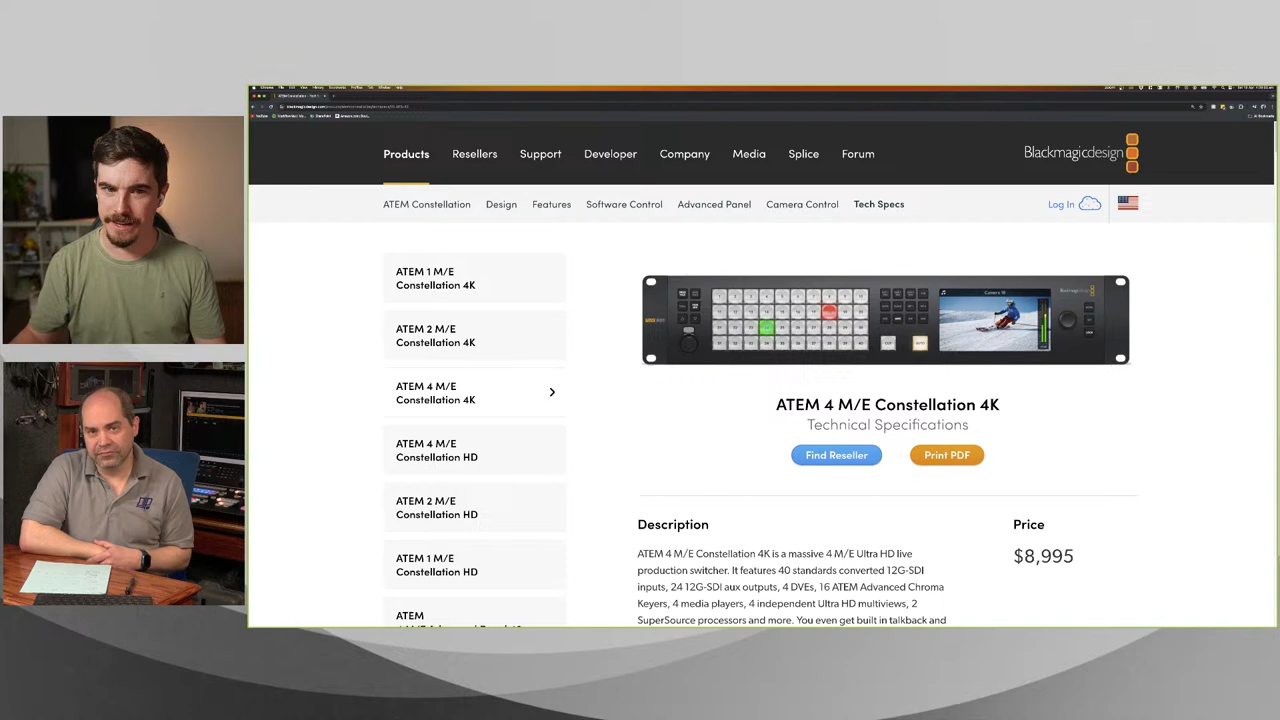 Products
Resellers
Support
Developer
Company
Media
Splice
Forum
Blackmagicdesign
ATEM Constellation
Design
Features
Software Control
Advanced Panel
Camera Control
Tech Specs
Log In
ATEM 1 M/E
Constellation 4K
ATEM 2 M/E
Constellation 4K
ATEM 4 M/E
Constellation 4K
ATEM 4 M/E
Constellation HD
ATEM 2 M/E
Constellation HD
ATEM 1 M/E
Constellation HD
ATEM
Camera 18
ATEM 4 M/E Constellation 4K
Technical Specifications
Find Reseller
Print PDF
Description
ATEM 4 M/E Constellation 4K is a massive 4 M/E Ultra HD live
production switcher. It features 40 standards converted 12G-SDI
inputs, 24 12G-SDI aux outputs, 4 DVEs, 16 ATEM Advanced Chroma
Keyers, 4 media players, 4 independent Ultra HD multiviews, 2
SuperSource processors and more. You even get built in talkback and
Price
$8,995